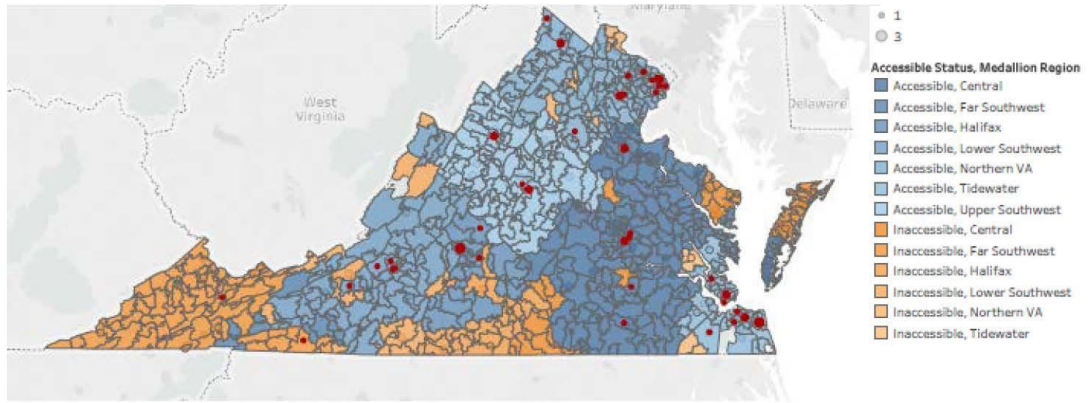 Maryland
West
Virginia
Delaware
1
3
Accessible Status, Medallion Region
Accessible, Central
Accessible, Far Southwest
Accessible, Halifax
Accessible, Lower Southwest
Accessible, Northern VA
Accessible, Tidewater
Accessible, Upper Southwest
Inaccessible, Central
Inaccessible, Far Southwest
Inaccessible, Halifax
Inaccessible, Lower Southwest
Inaccessible, Northern VA
Inaccessible, Tidewater